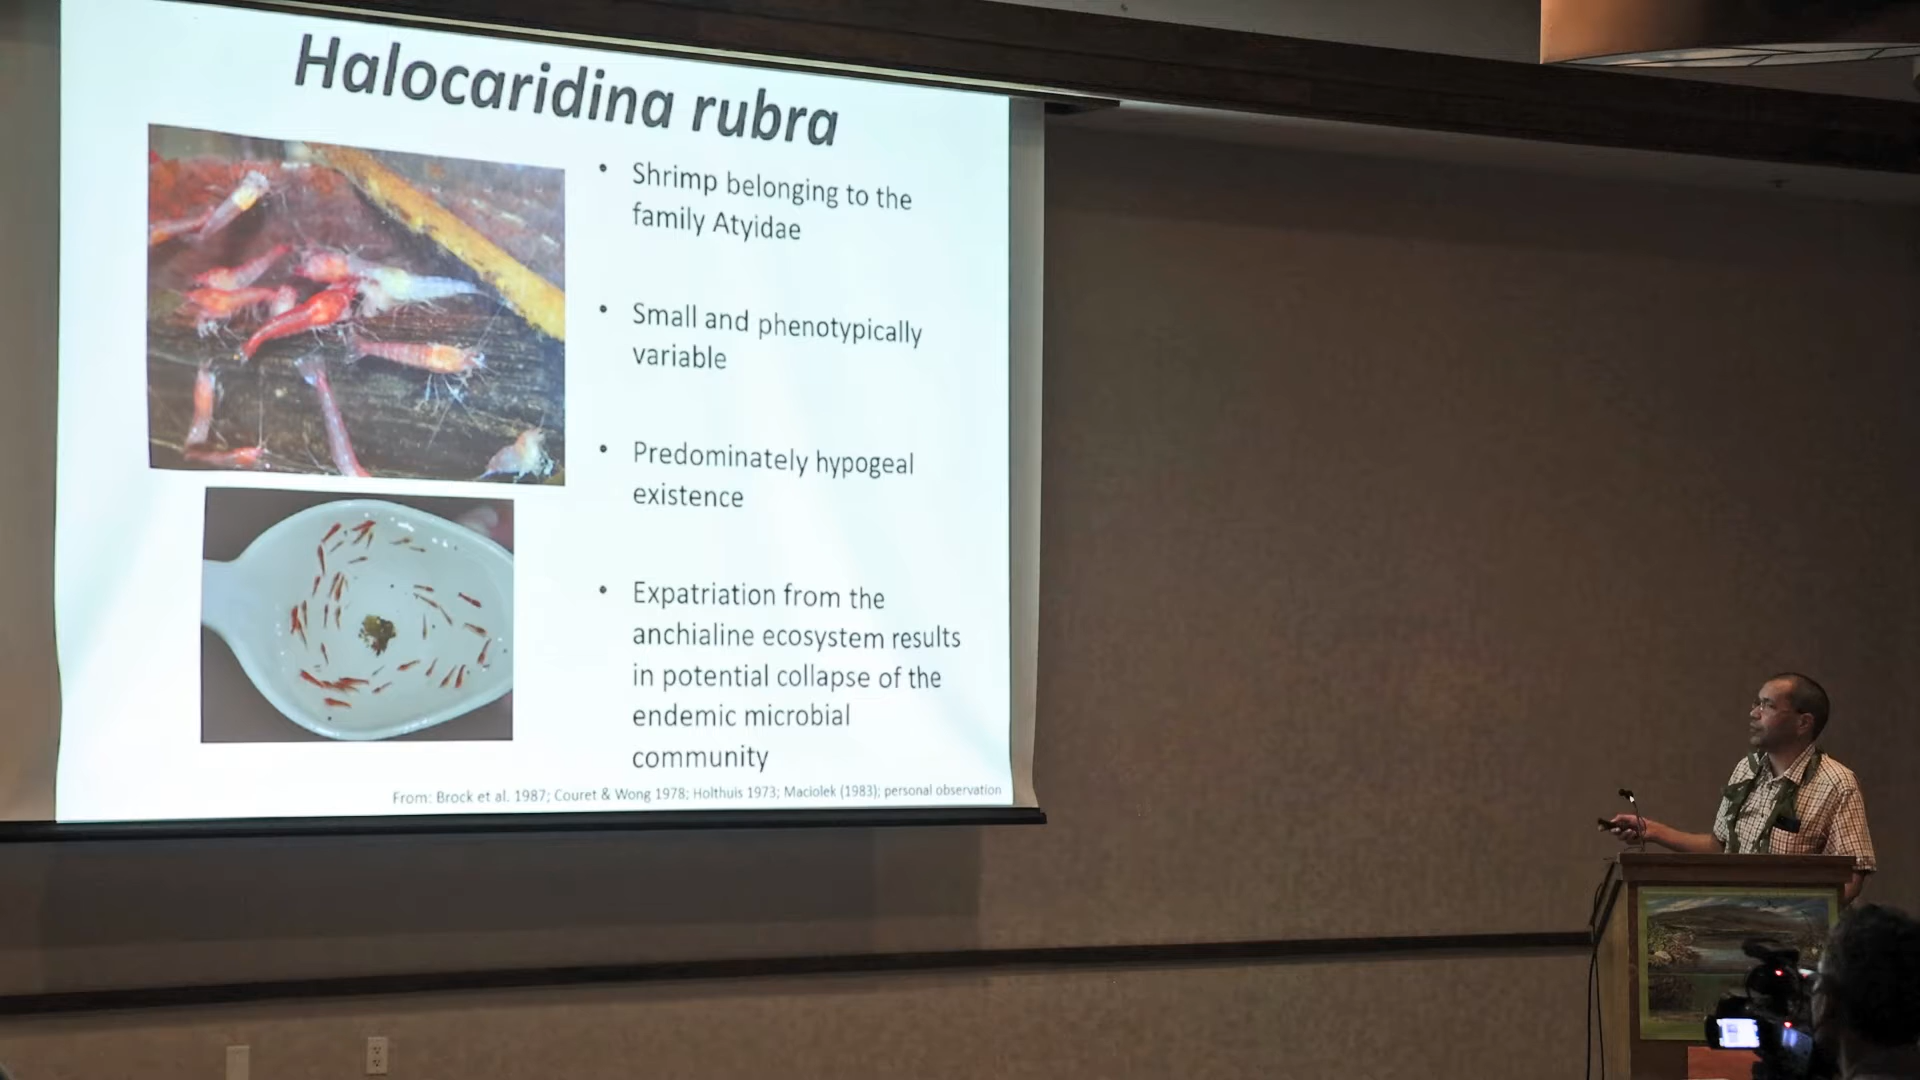 Halocaridina rubra
• Shrimp belonging to the
family Atyidae
• Small and phenotypically
variable
• Predominately hypogeal
existence
• Expatriation from the
anchialine ecosystem results
in potential collapse of the
endemic microbial
community
From: Brock et al. 1987; Couret & Wong 1978; Holthuis 1973; Maciolek (1983); personal observation